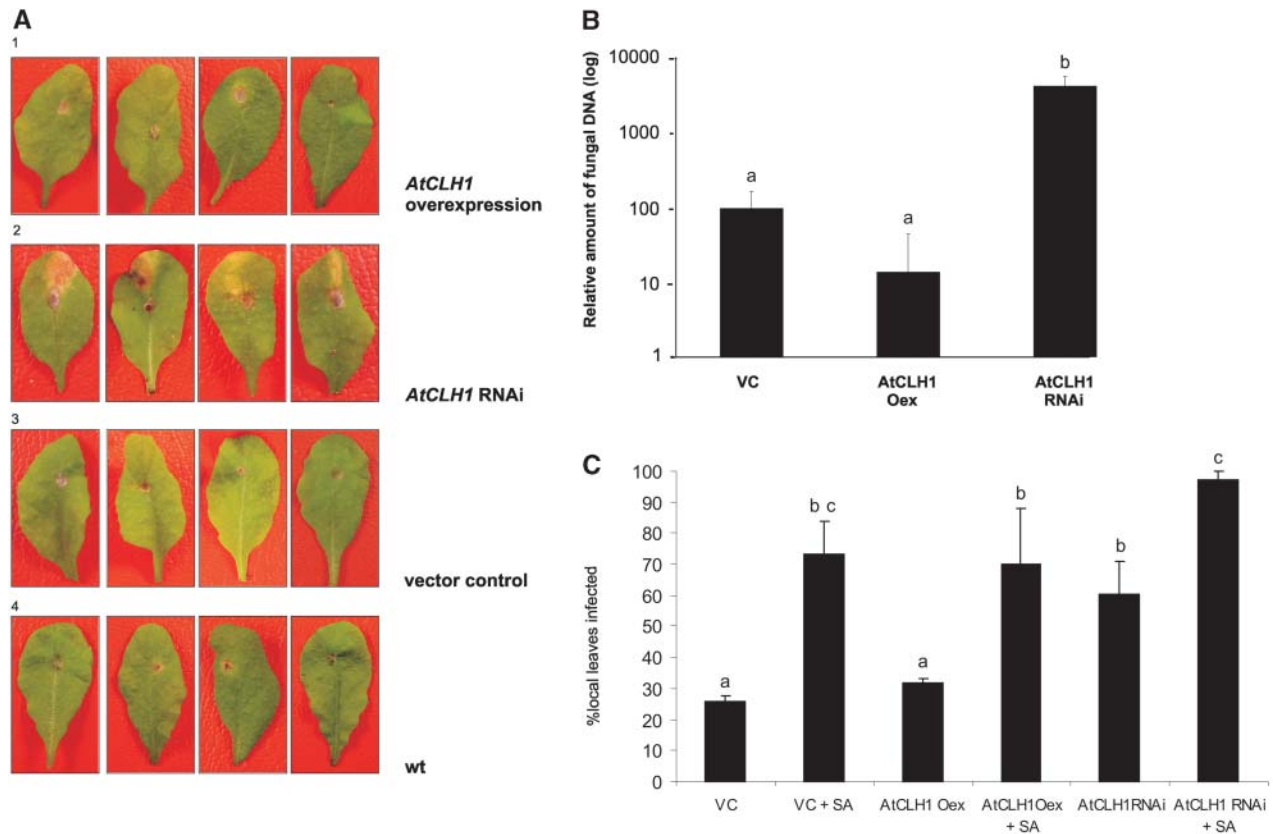 A
1
AtCLH1
overexpression
2
AtCLH1 RNAi
3
vector control
4
wt
B
Relative amount of fungal DNA (log)
10000
1000
100
10
1
a
a
b
VC
AtCLH1
Oex
AtCLH1
RNAi
C
%local leaves infected
100
90
80
70
60
50
40
30
20
10
0
a
b c
a
b
b
c
VC
VC + SA
AtCLH1 Oex
AtCLH1Oex
+ SA
AtCLH1RNAi
AtCLH1 RNAi
+ SA